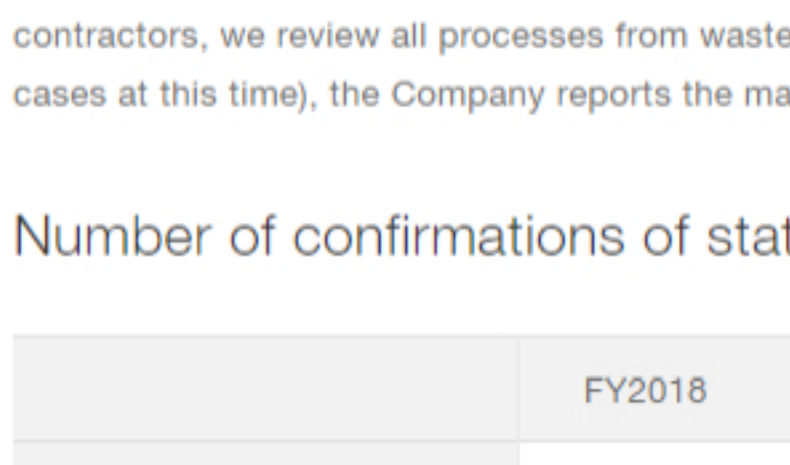 contractors, we review all processes from waste
cases at this time), the Company reports the ma
Number of confirmations of stat
FY2018